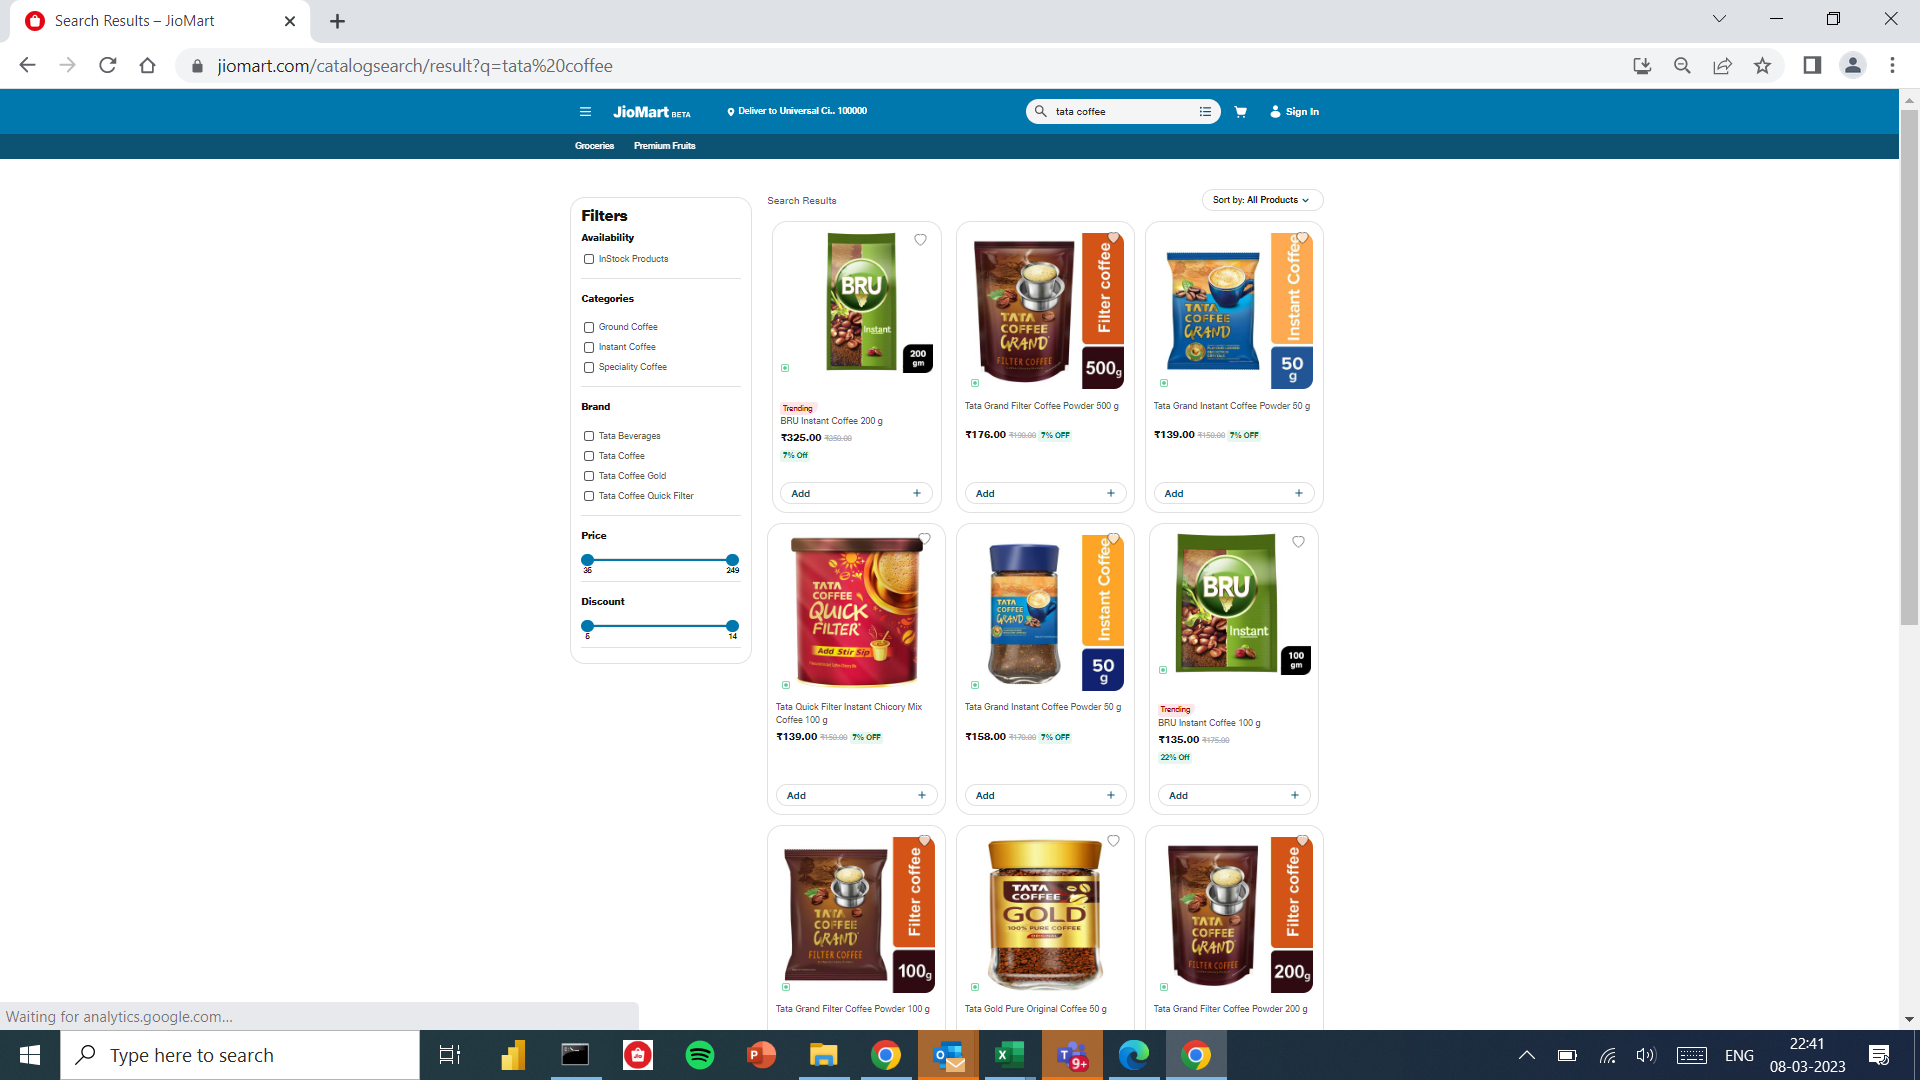 Search Results – JioMart
jiomart.com/catalogsearch/result?q=tata%20coffee
JioMart BETA
Deliver to Universal Ci.. 100000
tata coffee
Sign In
Groceries
Premium Fruits
Filters
Availability
InStock Products
Categories
Ground Coffee
Instant Coffee
Speciality Coffee
Brand
Tata Beverages
Tata Coffee
Tata Coffee Gold
Tata Coffee Quick Filter
Price
36
249
Discount
6
14
Search Results
Sort by: All Products
BRU
Instant
200
gm
Trending
BRU Instant Coffee 200 g
₹325.00 ₹350.00
7% Off
Add +
TATA
COFFEE
GRAND
FILTER COFFEE
Filter coffee
500g
Tata Grand Filter Coffee Powder 500 g
₹176.00 ₹190.00 7% OFF
Add +
TATA
COFFEE
GRAND
Instant Coffee
50
g
Tata Grand Instant Coffee Powder 50 g
₹139.00 ₹150.00 7% OFF
Add +
TATA
COFFEE
QUICK
FILTER
Add Stir Sip
Tata Quick Filter Instant Chicory Mix
Coffee 100 g
₹139.00 ₹150.00 7% OFF
Add +
TATA
COFFEE
GRAND
Instant Coffee
50
g
Tata Grand Instant Coffee Powder 50 g
₹158.00 ₹170.00 7% OFF
Add +
BRU
Instant
100
gm
Trending
BRU Instant Coffee 100 g
₹135.00 ₹175.00
22% Off
Add +
TATA
COFFEE
GRAND
FILTER COFFEE
Filter coffee
100g
Tata Grand Filter Coffee Powder 100 g
TATA
COFFEE
GOLD
100% PURE COFFEE
ORIGINAL
Tata Gold Pure Original Coffee 50 g
TATA
COFFEE
GRAND
FILTER COFFEE
Filter coffee
200g
Tata Grand Filter Coffee Powder 200 g
Waiting for analytics.google.com...
Type here to search
9+
ENG
22:41
08-03-2023